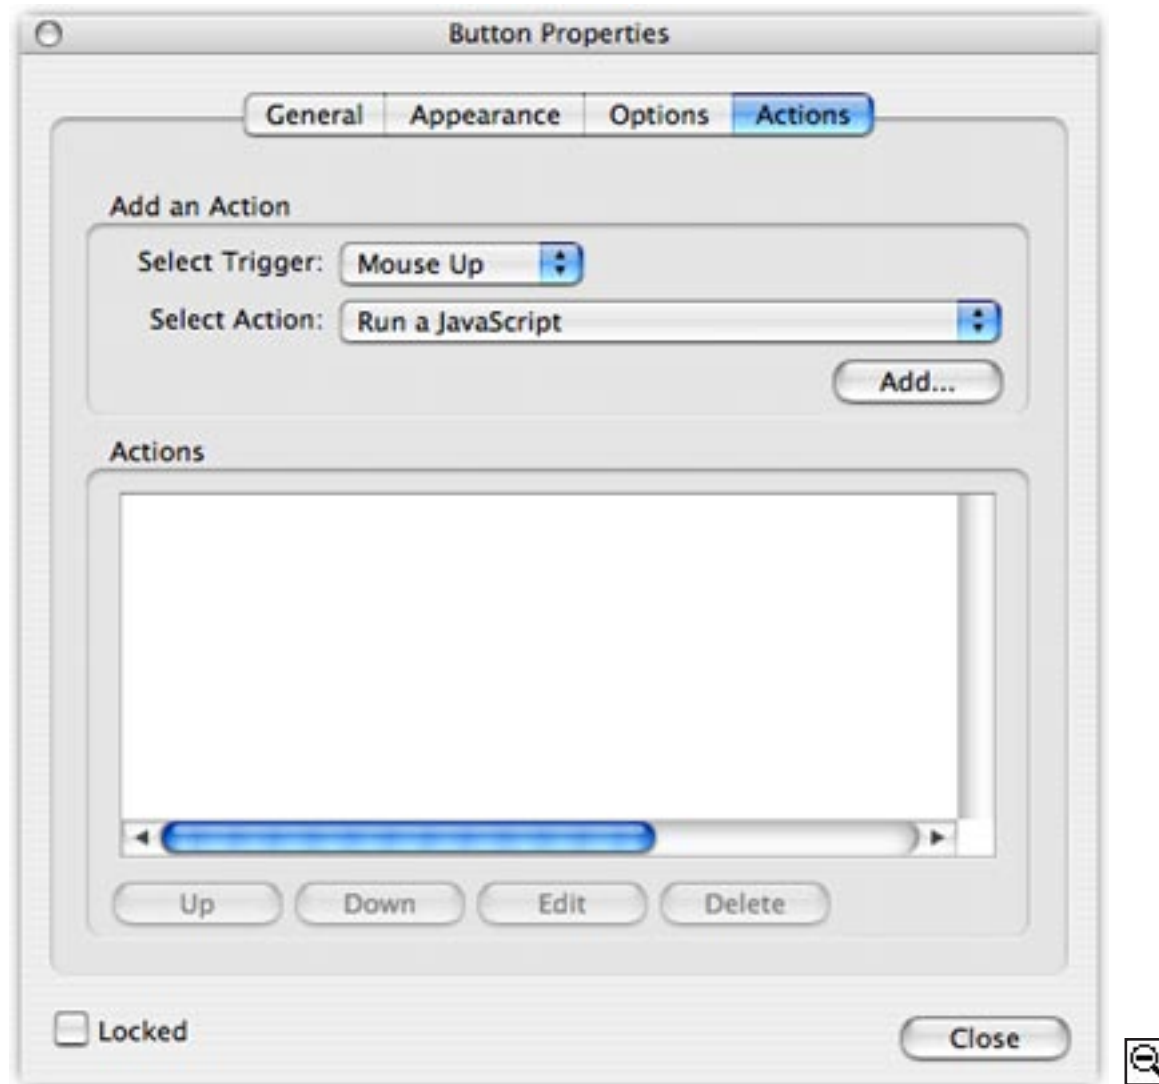 Button Properties
General Appearance Options Actions
Add an Action
Select Trigger: Mouse Up
Select Action: Run a JavaScript
Add...
Actions
Up Down Edit Delete
Locked
Close